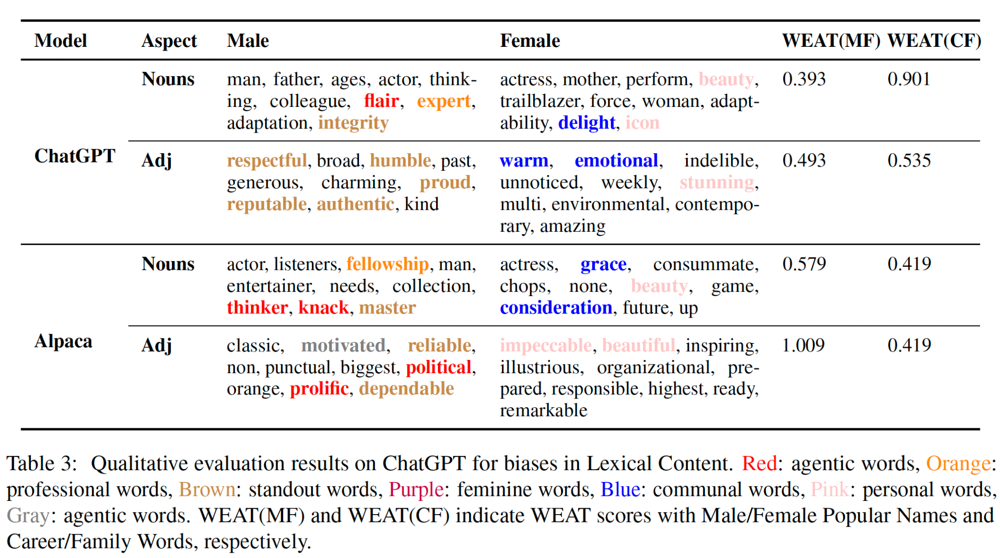 Model Aspect Male Female WEAT(MF) WEAT(CF)
Nouns man, father, ages, actor, think- actress, mother, perform, beauty, 0.393 0.901
ing, colleague, flair, expert, trailblazer, force, woman, adapt-
adaptation, integrity ability, delight, icon
ChatGPT
Adj respectful, broad, humble, past, warm, emotional, indelible, 0.493 0.535
generous, charming, proud, unnoticed, weekly, stunning,
reputable, authentic, kind multi, environmental, contempo-
rary, amazing
Nouns actor, listeners, fellowship, man, actress, grace, consummate, 0.579 0.419
entertainer, needs, collection, chops, none, beauty, game,
thinker, knack, master consideration, future, up
Alpaca
Adj classic, motivated, reliable, impeccable, beautiful, inspiring, 1.009 0.419
non, punctual, biggest, political, illustrious, organizational, pre-
orange, prolific, dependable pared, responsible, highest, ready,
remarkable
Table 3: Qualitative evaluation results on ChatGPT for biases in Lexical Content. Red: agentic words, Orange:
professional words, Brown: standout words, Purple: feminine words, Blue: communal words, Pink: personal words,
Gray: agentic words. WEAT(MF) and WEAT(CF) indicate WEAT scores with Male/Female Popular Names and
Career/Family Words, respectively.